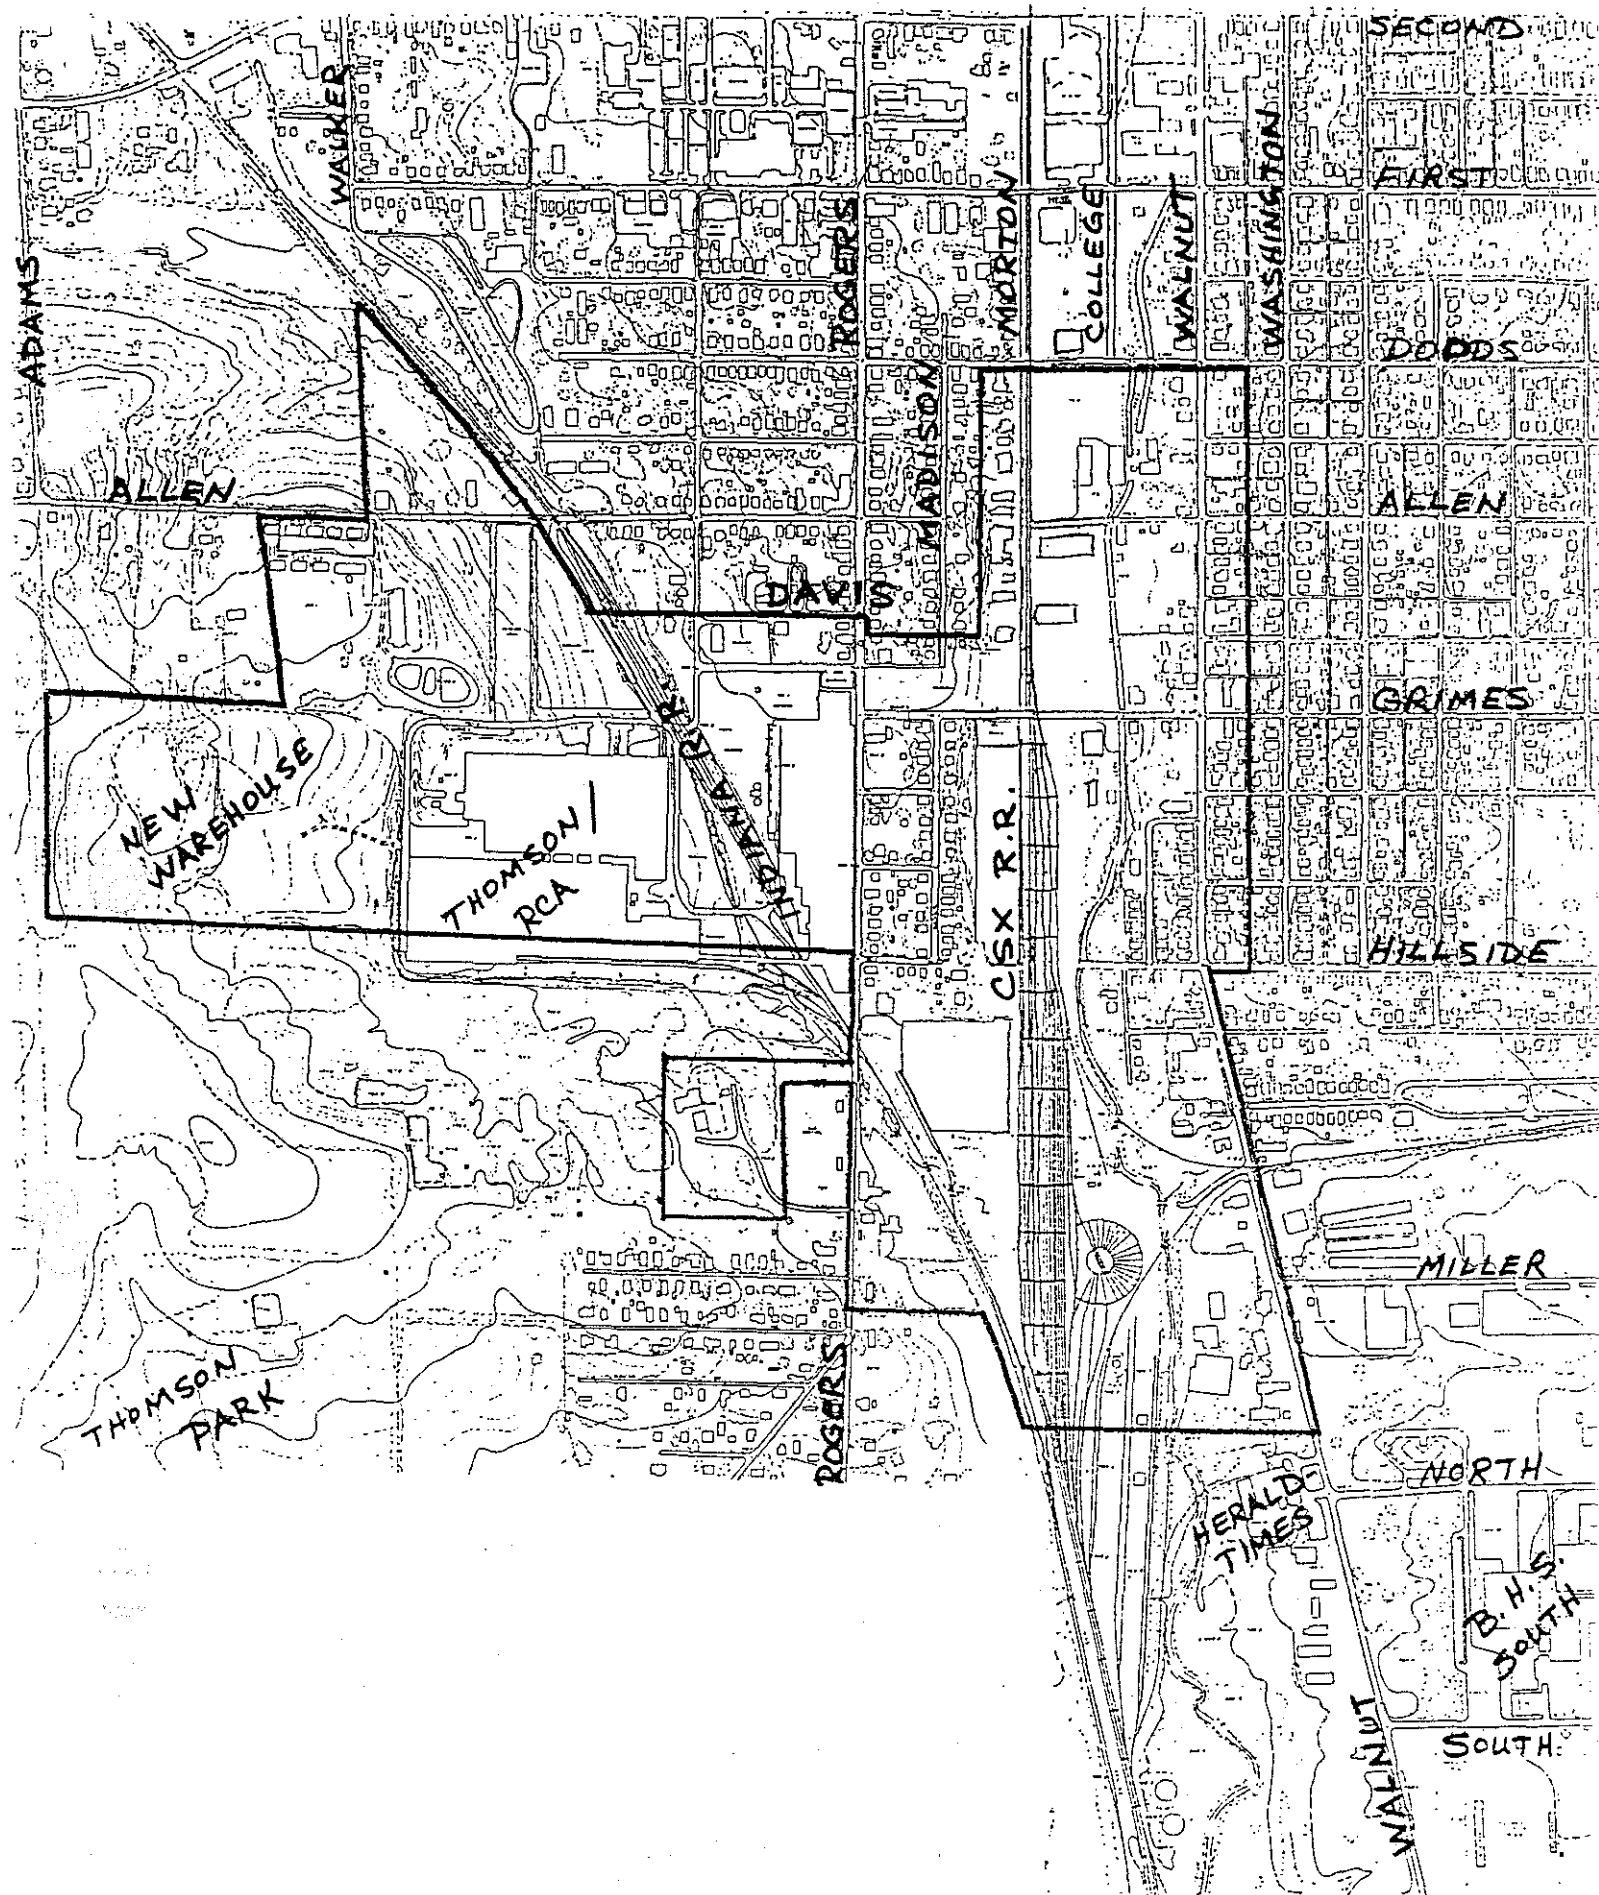 SECOND
WALKER
WASHINGTON
FIRST
ROGERS
MORTON
COLLEGE
WALNUT
ADAMS
DODDS
MADISON
ALLEN
ALLEN
DAVIS
GRIMES
NEW
WAREHOUSE
THOMSON/
RCA
INDIANA R.R.
CSX R.R.
HILLSIDE
MILLER
THOMSON
PARK
ROGERS
NORTH
HERALD-
TIMES
B.H.S.
SOUTH
WALNUT
SOUTH